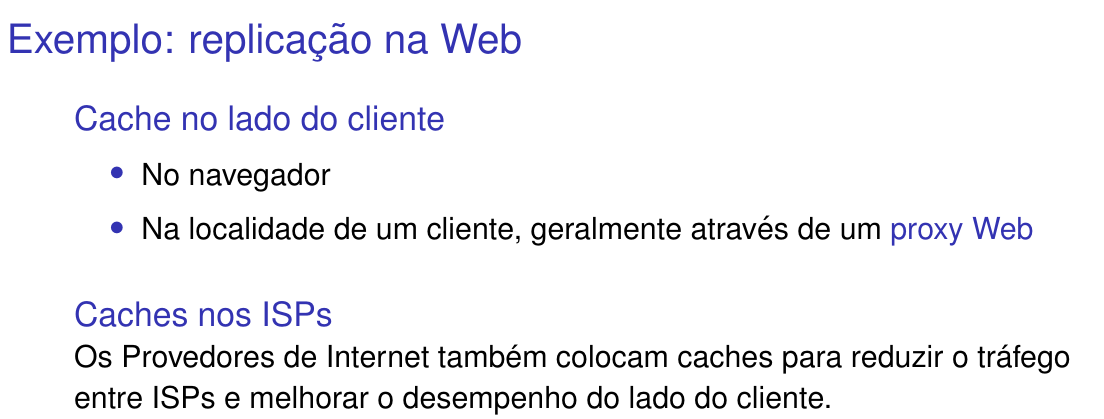 Exemplo: replicação na Web
Cache no lado do cliente
• No navegador
• Na localidade de um cliente, geralmente através de um proxy Web
Caches nos ISPs
Os Provedores de Internet também colocam caches para reduzir o tráfego
entre ISPs e melhorar o desempenho do lado do cliente.